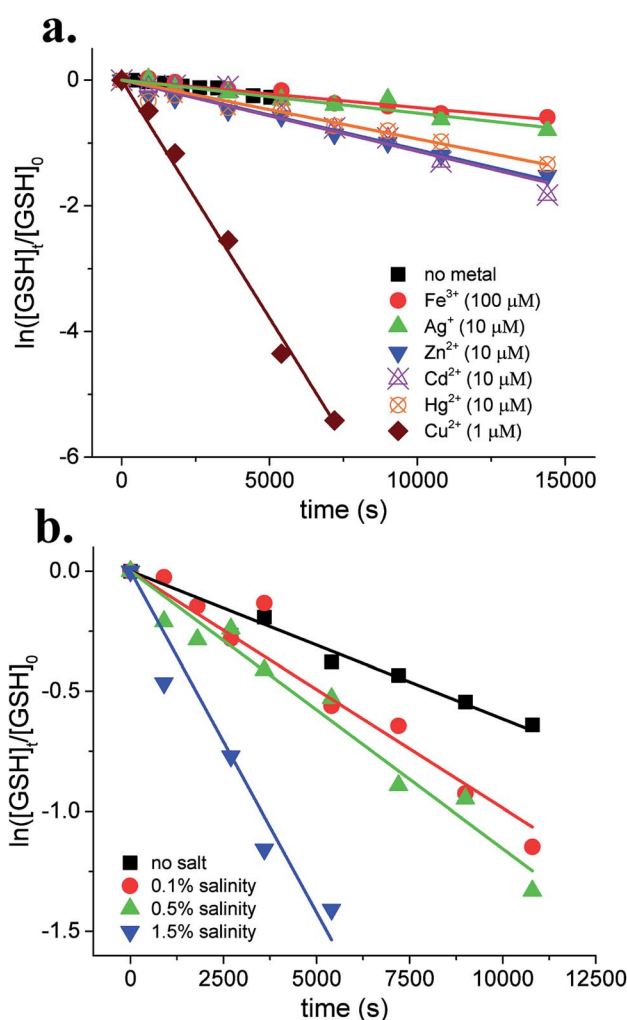 a.
0
-2
-4
-6
ln([GSH]t/[GSH]0
no metal
Fe³⁺ (100 μM)
Ag⁺ (10 μM)
Zn²⁺ (10 μM)
Cd²⁺ (10 μM)
Hg²⁺ (10 μM)
Cu²⁺ (1 μM)
0 5000 10000 15000
time (s)
b.
0.0
-0.5
-1.0
-1.5
ln([GSH]t/[GSH]0
no salt
0.1% salinity
0.5% salinity
1.5% salinity
0 2500 5000 7500 10000 12500
time (s)